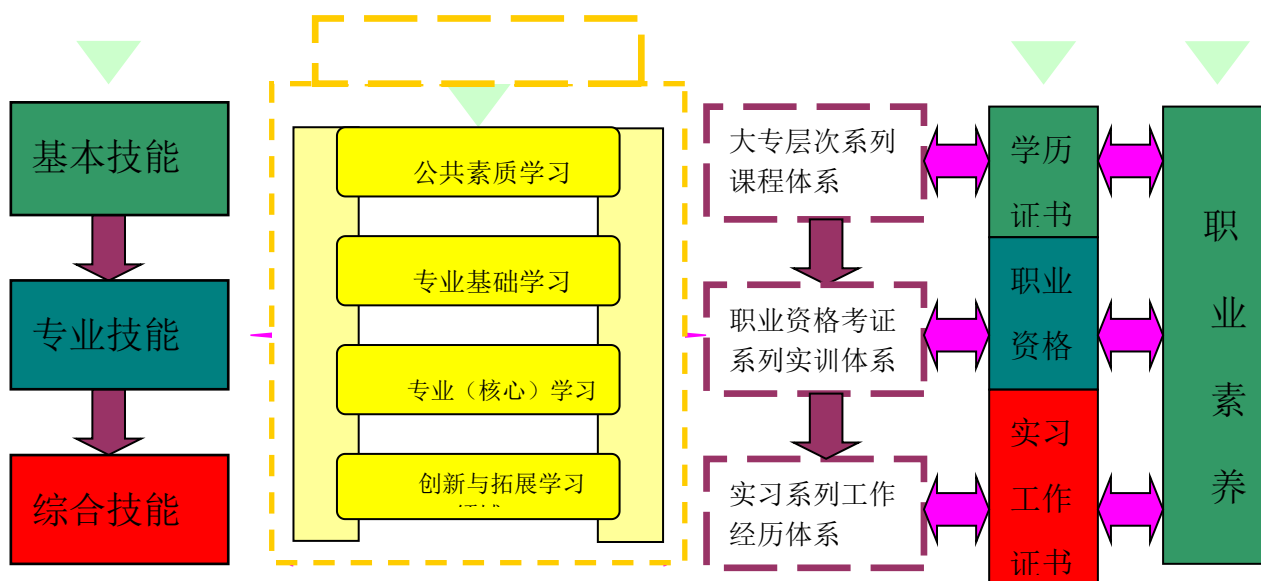 基本技能
专业技能
综合技能
公共素质学习
专业基础学习
专业（核心）学习
创新与拓展学习
大专层次系列
课程体系
职业资格考证
系列实训体系
实习系列工作
经历体系
学历
证书
职业
资格
实习
工作
证书
职
业
素
养